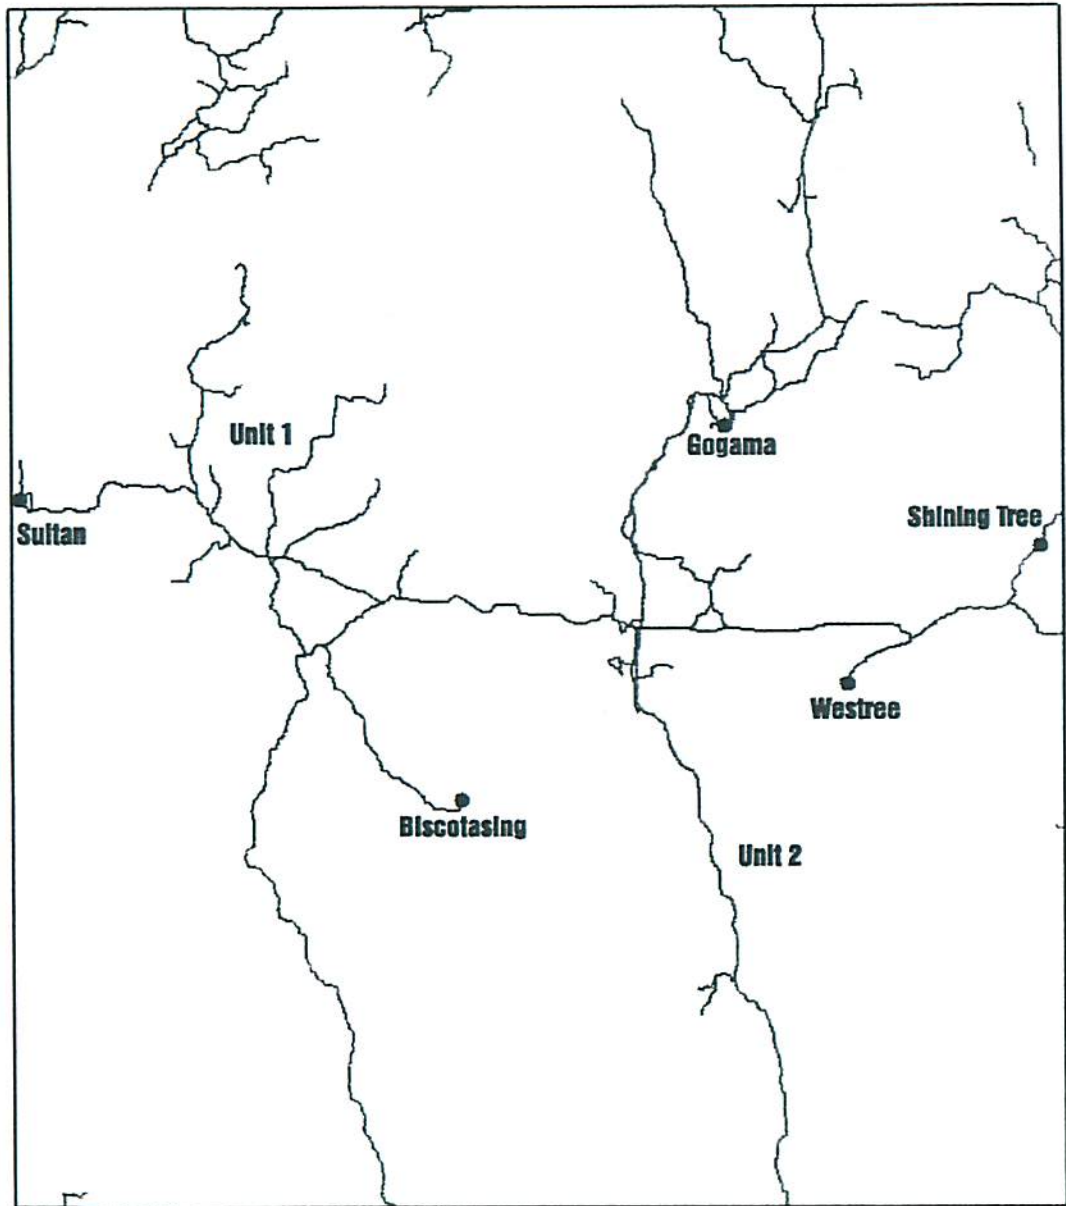 Unit 1
Gogama
Shining Tree
Sultan
Westree
Biscotasing
Unit 2